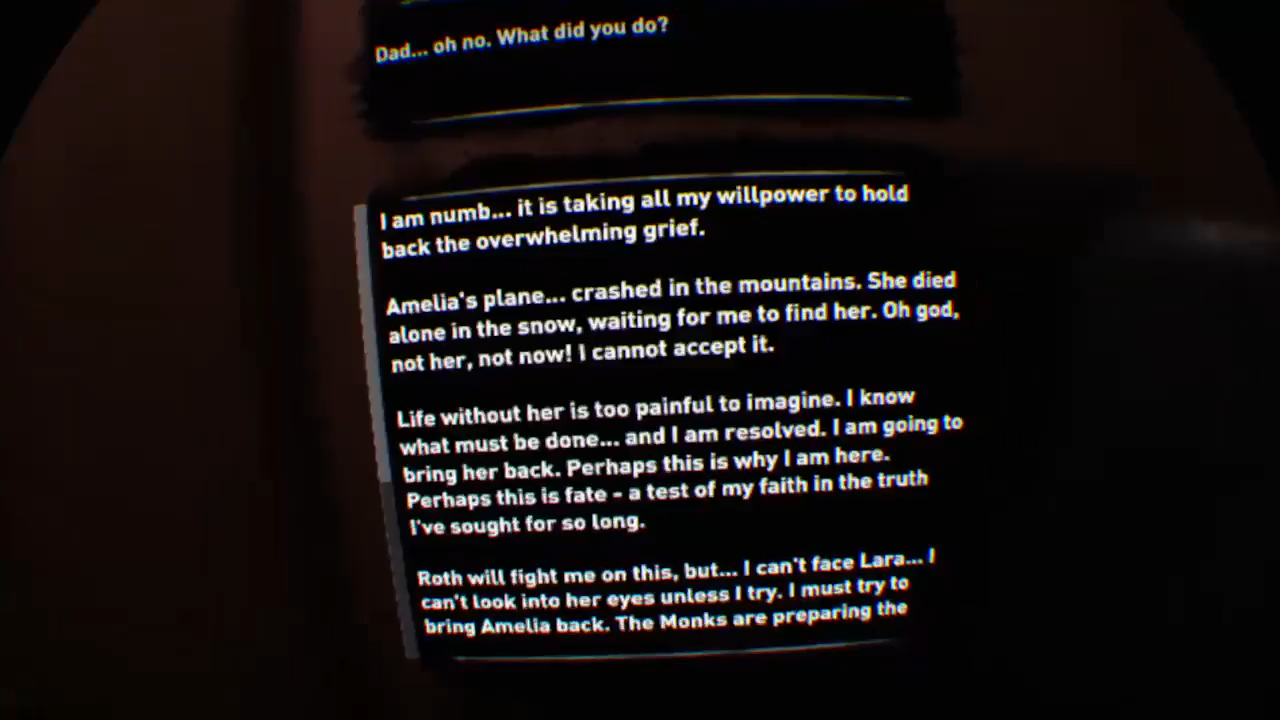 Dad... oh no. What did you do?
I am numb... it is taking all my willpower to hold
back the overwhelming grief.
Amelia's plane... crashed in the mountains. She died
alone in the snow, waiting for me to find her. Oh god,
not her, not now! I cannot accept it.
Life without her is too painful to imagine. I know
what must be done... and I am resolved. I am going to
bring her back. Perhaps this is why I am here.
Perhaps this is fate - a test of my faith in the truth
I've sought for so long.
Roth will fight me on this, but... I can't face Lara... I
can't look into her eyes unless I try. I must try to
bring Amelia back. The Monks are preparing the